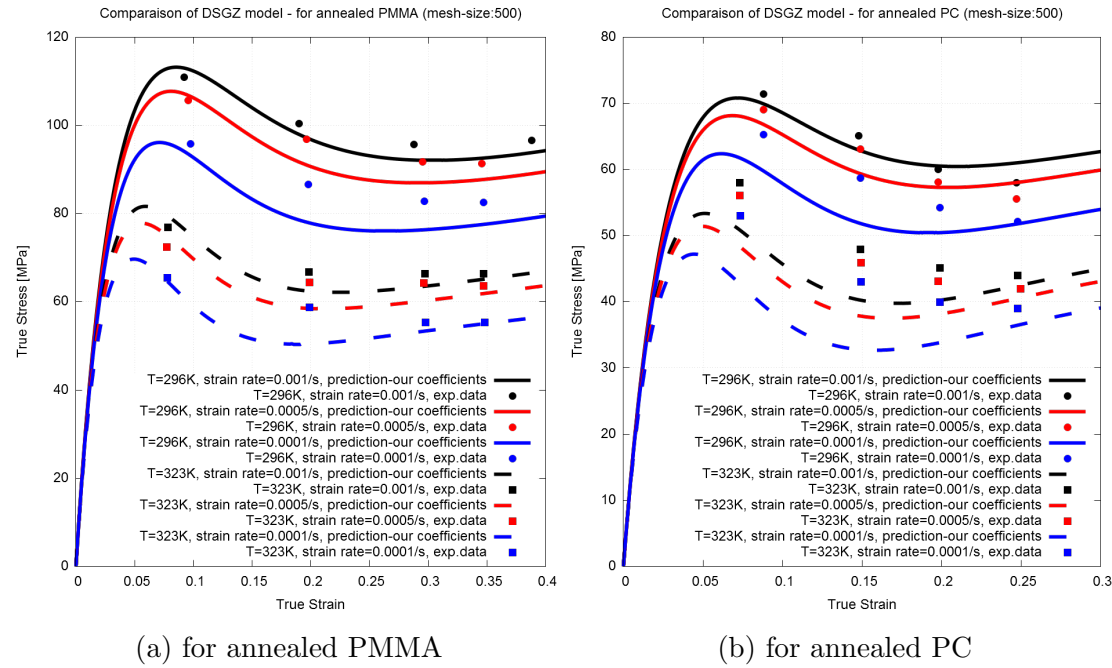 Comparaison of DSGZ model - for annealed PMMA (mesh-size:500)
120
100
80
60
40
20
0
True Stress [MPa]
T=296K, strain rate=0.001/s, prediction-our coefficients
T=296K, strain rate=0.001/s, exp.data
T=296K, strain rate=0.0005/s, prediction-our coefficients
T=296K, strain rate=0.0005/s, exp.data
T=296K, strain rate=0.0001/s, prediction-our coefficients
T=296K, strain rate=0.0001/s, exp.data
T=323K, strain rate=0.001/s, prediction-our coefficients
T=323K, strain rate=0.001/s, exp.data
T=323K, strain rate=0.0005/s, prediction-our coefficients
T=323K, strain rate=0.0005/s, exp.data
T=323K, strain rate=0.0001/s, prediction-our coefficients
T=323K, strain rate=0.0001/s, exp.data
0 0.05 0.1 0.15 0.2 0.25 0.3 0.35 0.4
True Strain
(a) for annealed PMMA
Comparaison of DSGZ model - for annealed PC (mesh-size:500)
80
70
60
50
40
30
20
10
0
True Stress [MPa]
T=296K, strain rate=0.001/s, prediction-our coefficients
T=296K, strain rate=0.001/s, exp.data
T=296K, strain rate=0.0005/s, prediction-our coefficients
T=296K, strain rate=0.0005/s, exp.data
T=296K, strain rate=0.0001/s, prediction-our coefficients
T=296K, strain rate=0.0001/s, exp.data
T=323K, strain rate=0.001/s, prediction-our coefficients
T=323K, strain rate=0.001/s, exp.data
T=323K, strain rate=0.0005/s, prediction-our coefficients
T=323K, strain rate=0.0005/s, exp.data
T=323K, strain rate=0.0001/s, prediction-our coefficients
T=323K, strain rate=0.0001/s, exp.data
0 0.05 0.1 0.15 0.2 0.25 0.3
True Strain
(b) for annealed PC